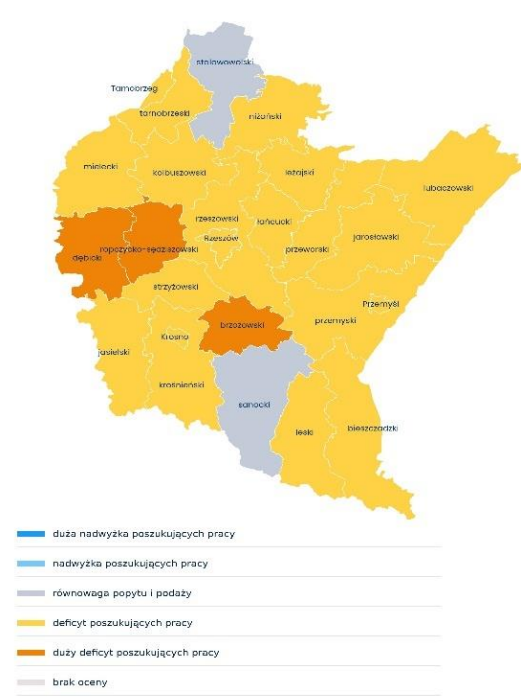 stalowowolski
Tarnobrzeg
tarnobrzeski
niżański
mielecki
kolbuszowski
leżajski
lubaczowski
rzeszowski
łańcucki
Rzeszów
jarosławski
ropczycko-sędziszowski
przeworski
dębicki
strzyżowski
Przemyśl
brzozowski
przemyski
Krosno
jasielski
krośnieński
sanocki
leski
bieszczadzki
duża nadwyżka poszukujących pracy
nadwyżka poszukujących pracy
równowaga popytu i podaży
deficyt poszukujących pracy
duży deficyt poszukujących pracy
brak oceny